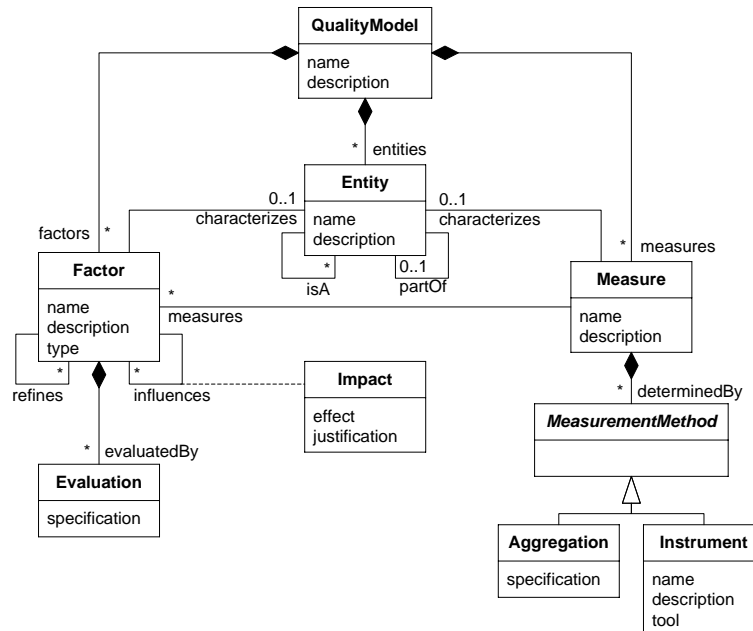 QualityModel
name
description
* entities
Entity
name
description
0..1
characterizes
0..1
characterizes
*
isA
0..1
partOf
factors *
* measures
Factor
name
description
type
*
measures
Measure
name
description
*
refines
*
influences
Impact
effect
justification
* determinedBy
MeasurementMethod
* evaluatedBy
Evaluation
specification
Aggregation
specification
Instrument
name
description
tool